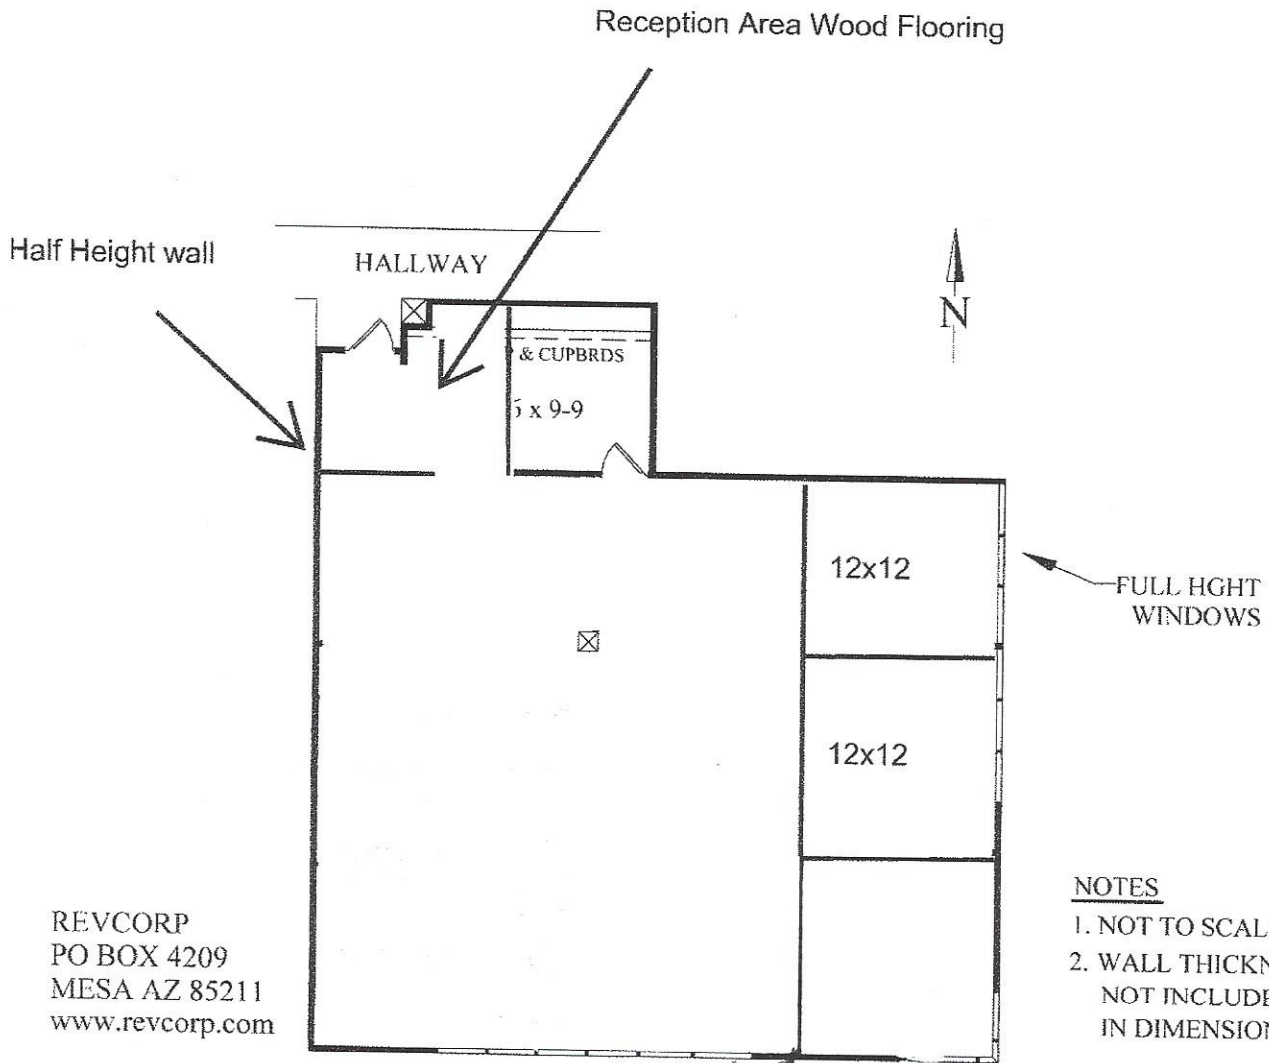 Reception Area Wood Flooring
Half Height wall
HALLWAY
N
& CUPBRDS
x 9-9
12x12
FULL HGHT
WINDOWS
12x12
REVCORP
PO BOX 4209
MESA AZ 85211
www.revcorp.com
NOTES
1. NOT TO SCAL
2. WALL THICKN
NOT INCLUDE
IN DIMENSION